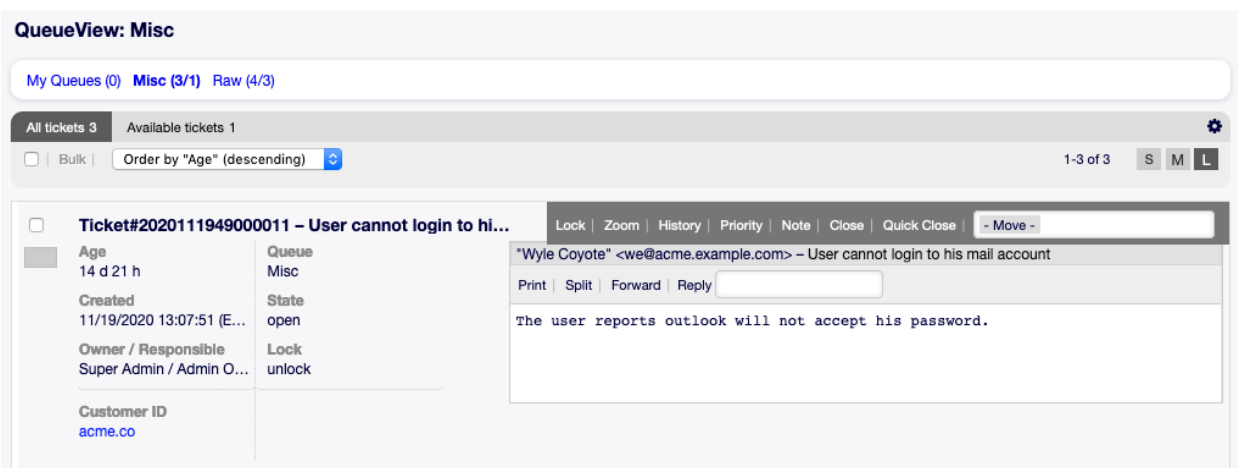 QueueView: Misc
My Queues (0) Misc (3/1) Raw (4/3)
All tickets 3 Available tickets 1
| Bulk | Order by "Age" (descending) 1-3 of 3 S M L
Ticket#2020111949000011 – User cannot login to hi… Lock | Zoom | History | Priority | Note | Close | Quick Close | - Move -
Age
14 d 21 h
Queue
Misc
Created
11/19/2020 13:07:51 (E…
State
open
Owner / Responsible
Super Admin / Admin O…
Lock
unlock
Customer ID
acme.co
"Wyle Coyote" <we@acme.example.com> – User cannot login to his mail account
Print | Split | Forward | Reply
The user reports outlook will not accept his password.